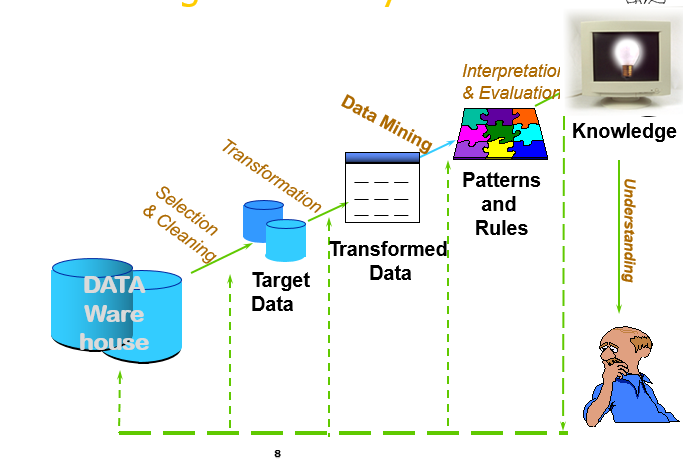 Interpretation
& Evaluation
Data Mining
Knowledge
Transformation
Patterns
and
Rules
Understanding
Selection
& Cleaning
Transformed
Data
Target
Data
DATA
Ware
house
8